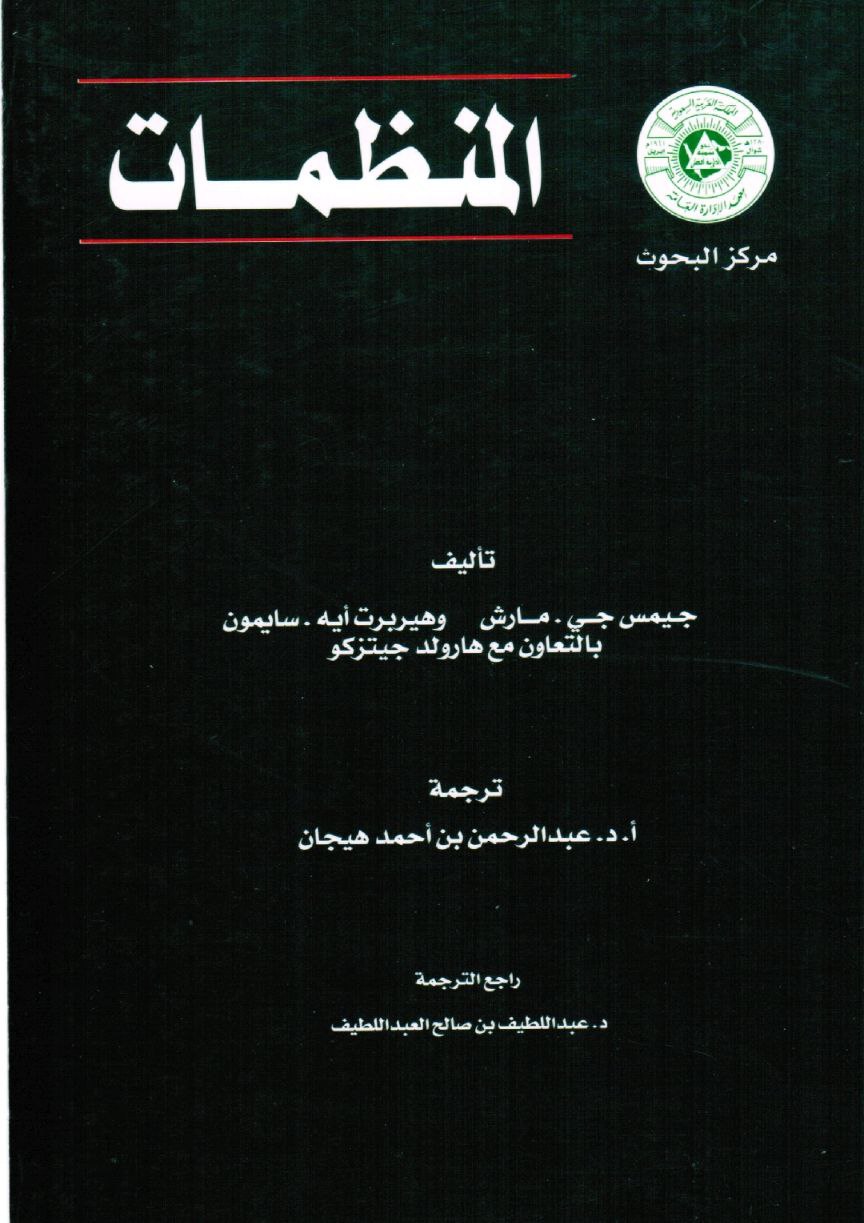 المنظمات
المملكة العربية السعودية
معهد الإدارة العامة
مركز البحوث
تأليف
جيمس جي. مارش وهيربرت أيه. سايمون
بالتعاون مع هارولد جيتزكو
ترجمة
أ. د. عبدالرحمن بن أحمد هيجان
راجع الترجمة
د. عبداللطيف بن صالح العبداللطيف